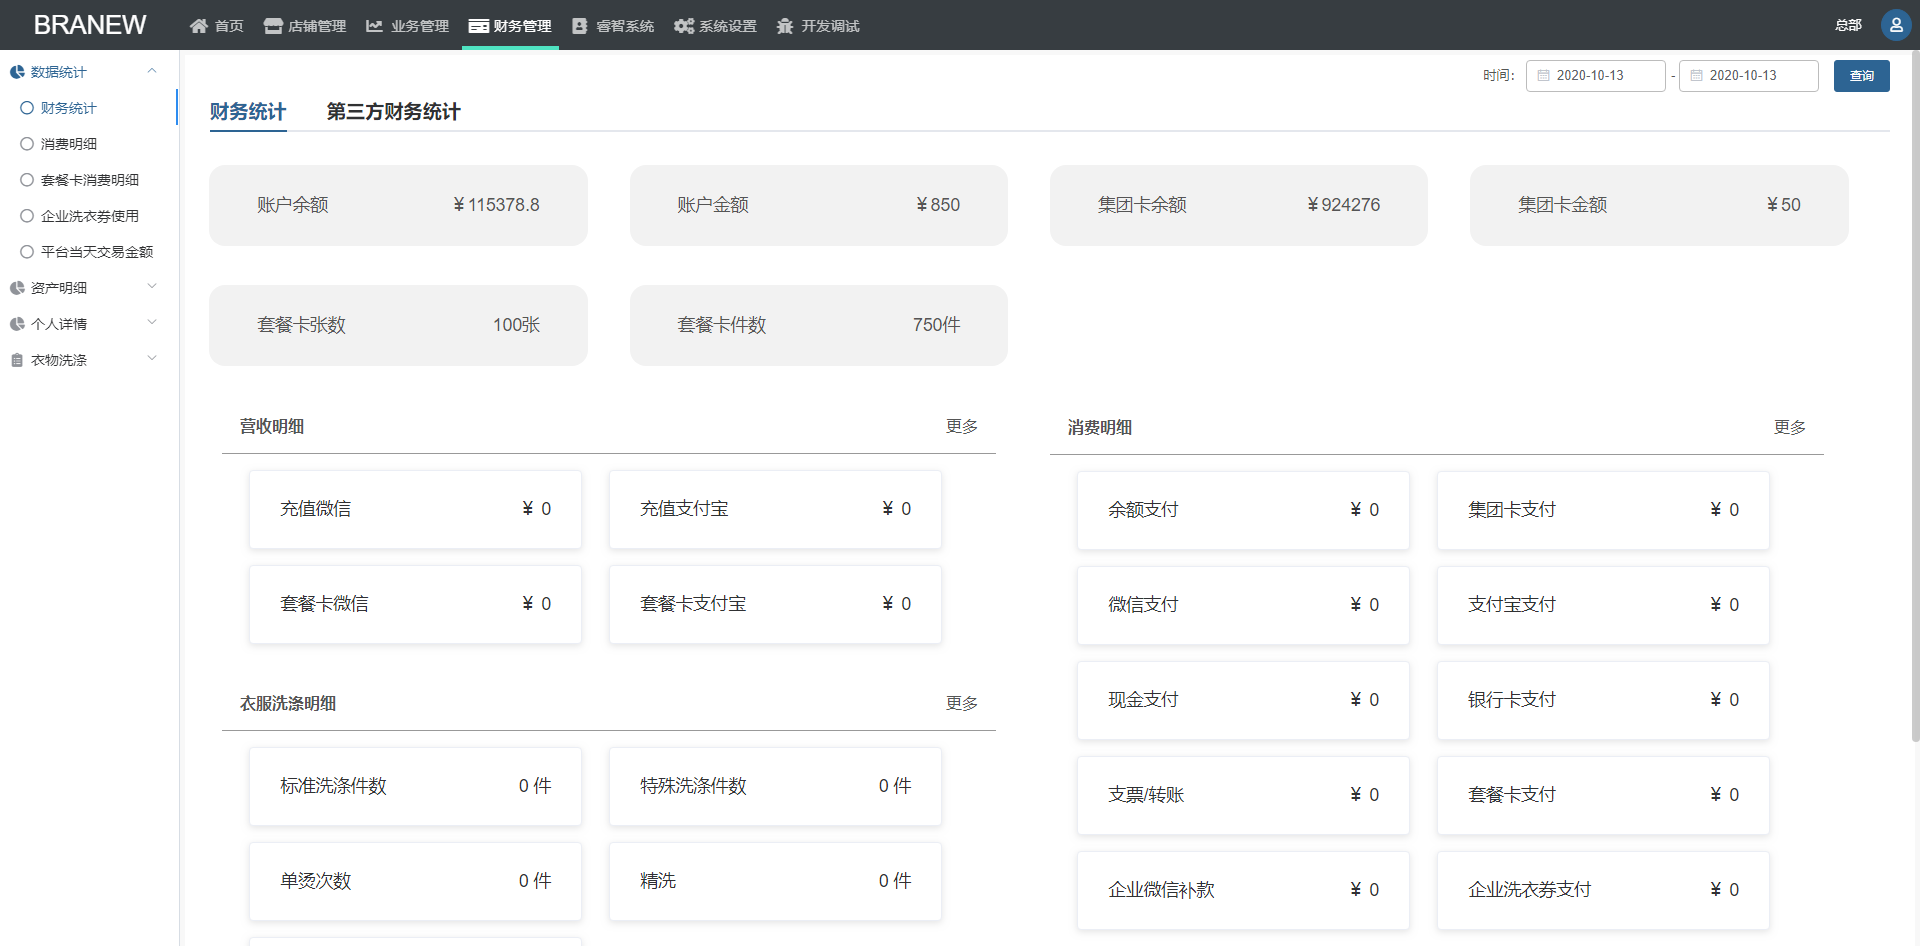 BRANEW 首页 店铺管理 业务管理 财务管理 睿智系统 系统设置 开发调试 总部
数据统计
财务统计
消费明细
套餐卡消费明细
企业洗衣券使用
平台当天交易金额
资产明细
个人详情
衣物洗涤
时间： 2020-10-13 - 2020-10-13 查询
财务统计 第三方财务统计
账户余额 ¥115378.8 账户金额 ¥850 集团卡余额 ¥924276 集团卡金额 ¥50
套餐卡张数 100张 套餐卡件数 750件
营收明细 更多
充值微信 ¥ 0 充值支付宝 ¥ 0
套餐卡微信 ¥ 0 套餐卡支付宝 ¥ 0
衣服洗涤明细 更多
标准洗涤件数 0 件 特殊洗涤件数 0 件
单烫次数 0 件 精洗 0 件
消费明细 更多
余额支付 ¥ 0 集团卡支付 ¥ 0
微信支付 ¥ 0 支付宝支付 ¥ 0
现金支付 ¥ 0 银行卡支付 ¥ 0
支票/转账 ¥ 0 套餐卡支付 ¥ 0
企业微信补款 ¥ 0 企业洗衣券支付 ¥ 0